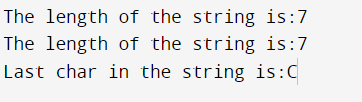 The length of the string is:7
The length of the string is:7
Last char in the string is:C